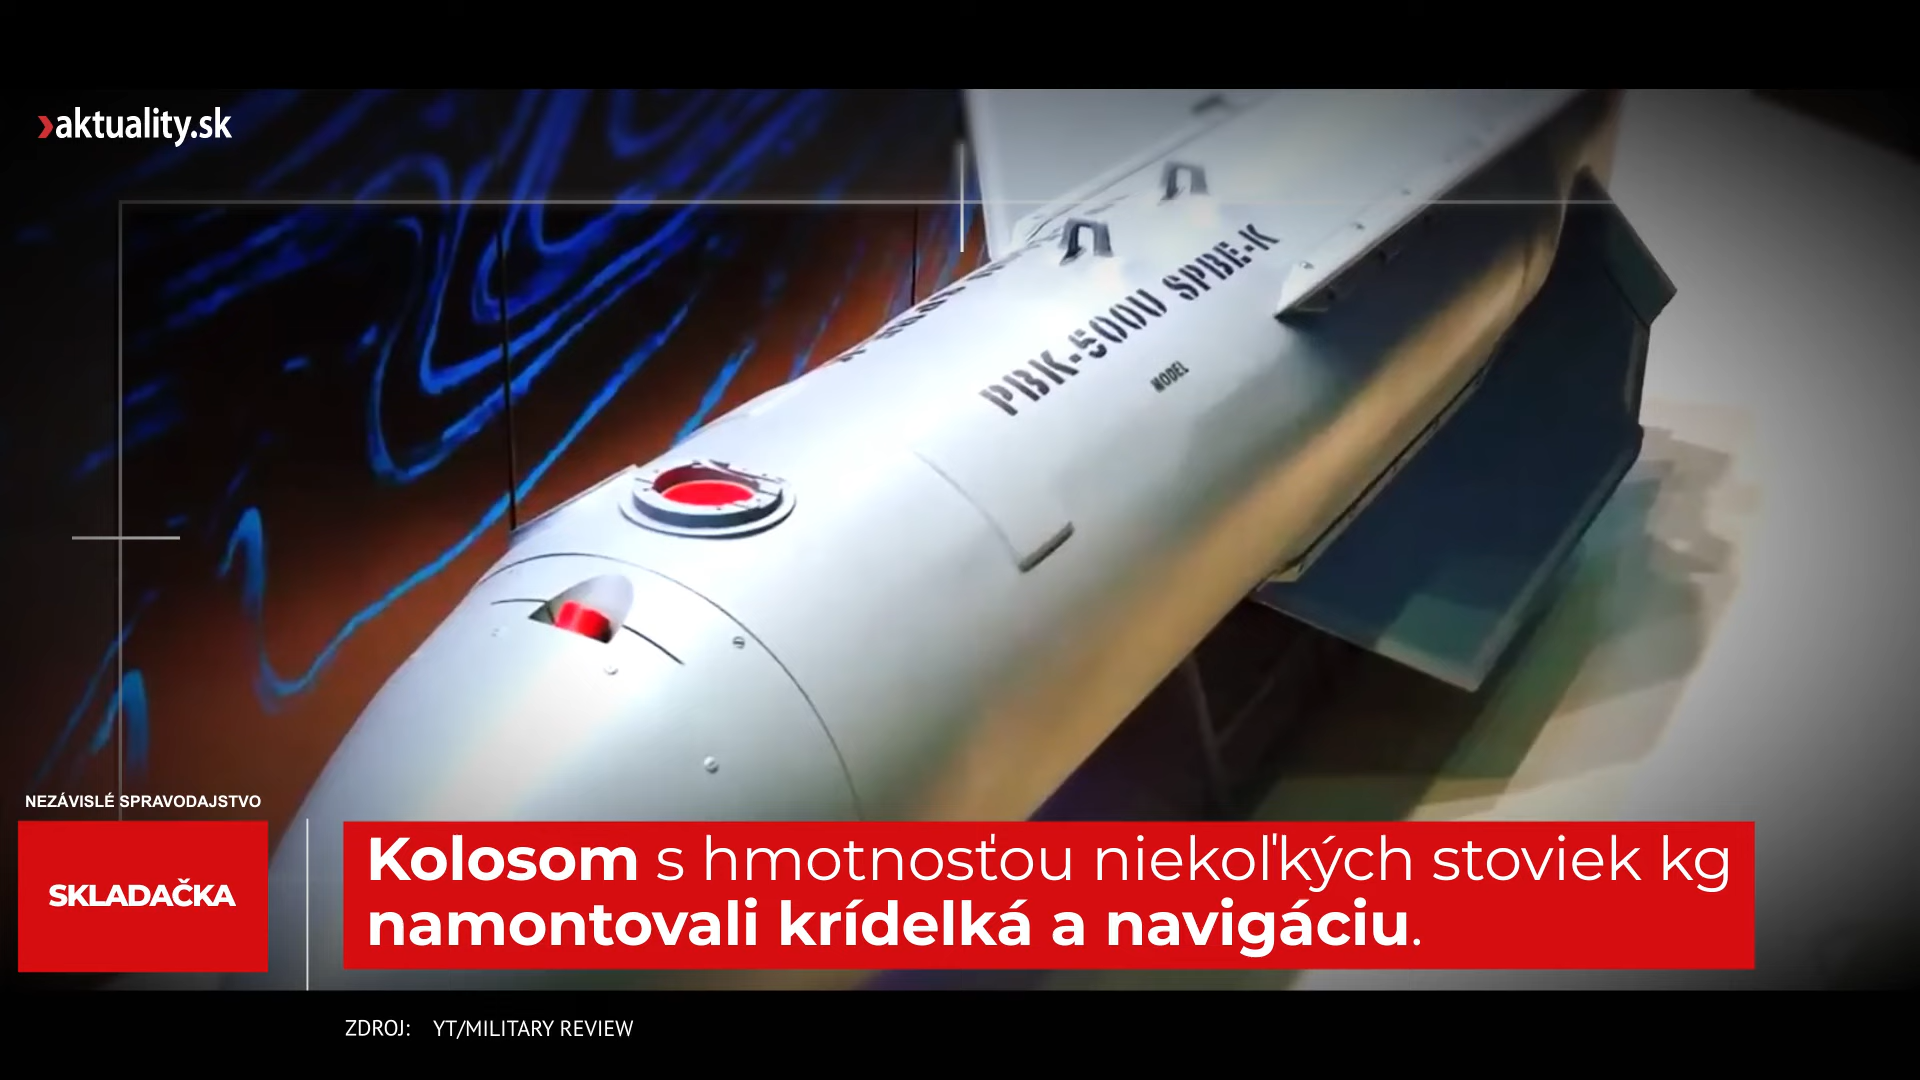 aktuality.sk
PBK-500U SPBE-K
MODEL
NEZÁVISLÉ SPRAVODAJSTVO
SKLADAČKA
Kolosom s hmotnosťou niekoľkých stoviek kg
namontovali krídelká a navigáciu.
ZDROJ: YT/MILITARY REVIEW